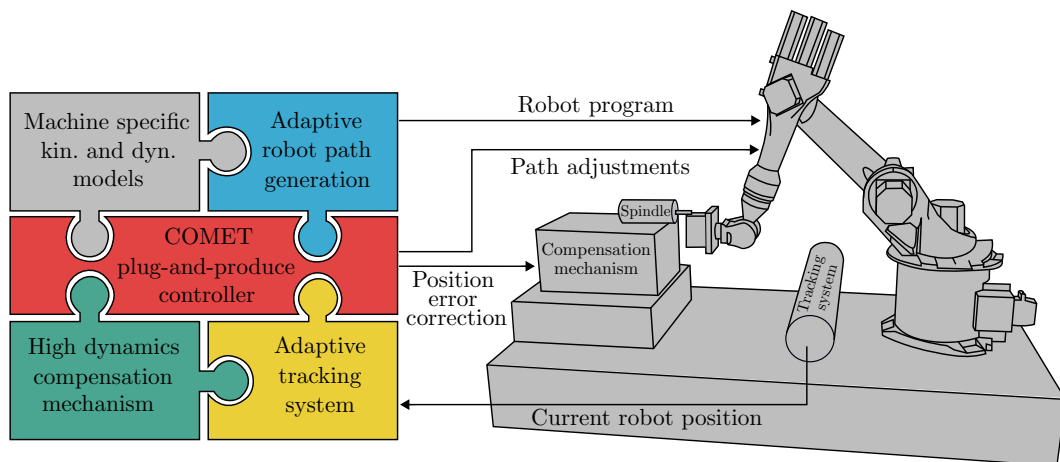 Machine specific
kin. and dyn.
models
Adaptive
robot path
generation
COMET
plug-and-produce
controller
High dynamics
compensation
mechanism
Adaptive
tracking
system
Robot program
Path adjustments
Position
error
correction
Current robot position
Spindle
Compensation
mechanism
Tracking
system